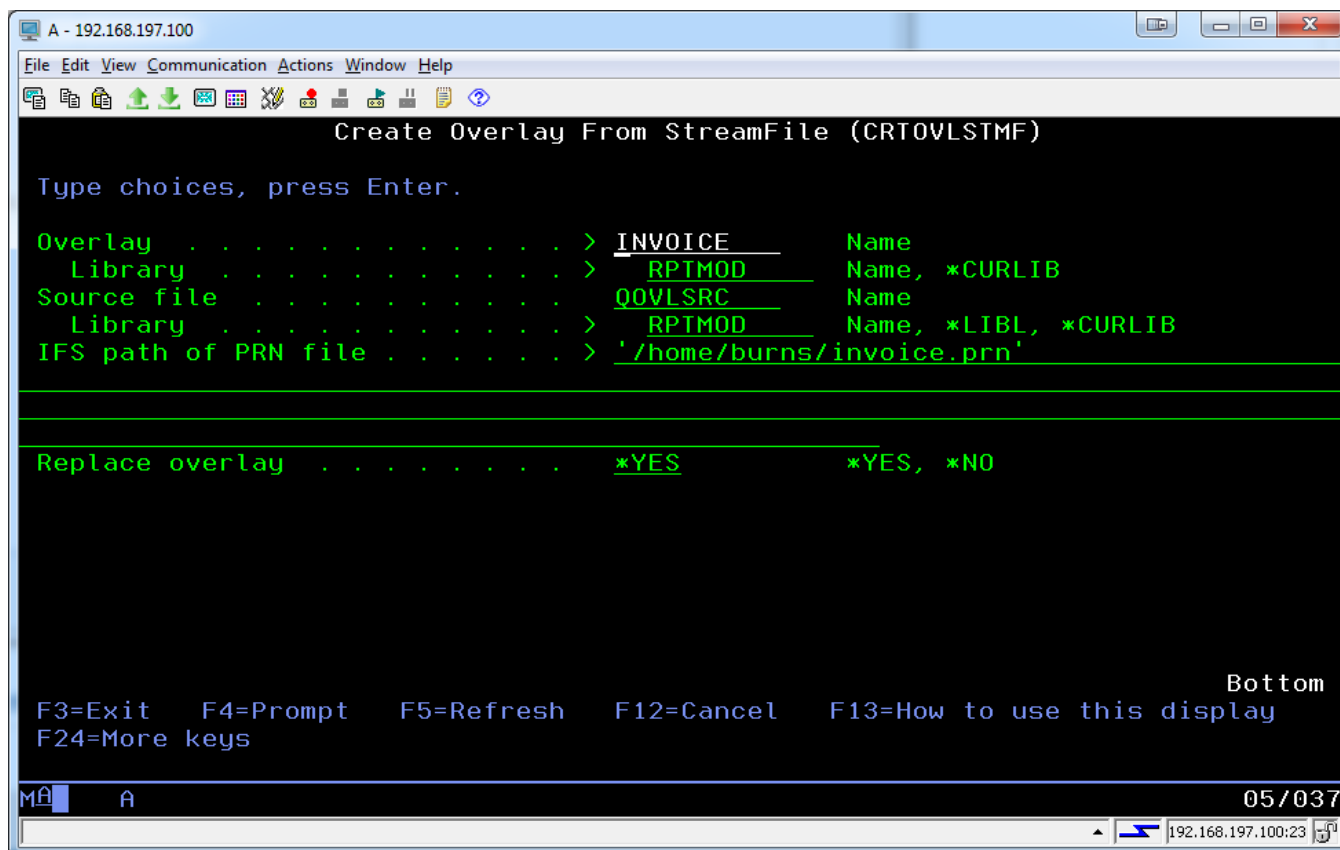 A - 192.168.197.100
File Edit View Communication Actions Window Help
Create Overlay From StreamFile (CRTOVLSTMF)
Type choices, press Enter.
Overlay . . . . . . . . . . . . > INVOICE Name
Library . . . . . . . . . . . > RPTMOD Name, *CURLIB
Source file . . . . . . . . . . QOVLSRC Name
Library . . . . . . . . . . . > RPTMOD Name, *LIBL, *CURLIB
IFS path of PRN file . . . . . . > '/home/burns/invoice.prn'
Replace overlay . . . . . . . . *YES *YES, *NO
Bottom
F3=Exit F4=Prompt F5=Refresh F12=Cancel F13=How to use this display
F24=More keys
MA A 05/037
192.168.197.100:23